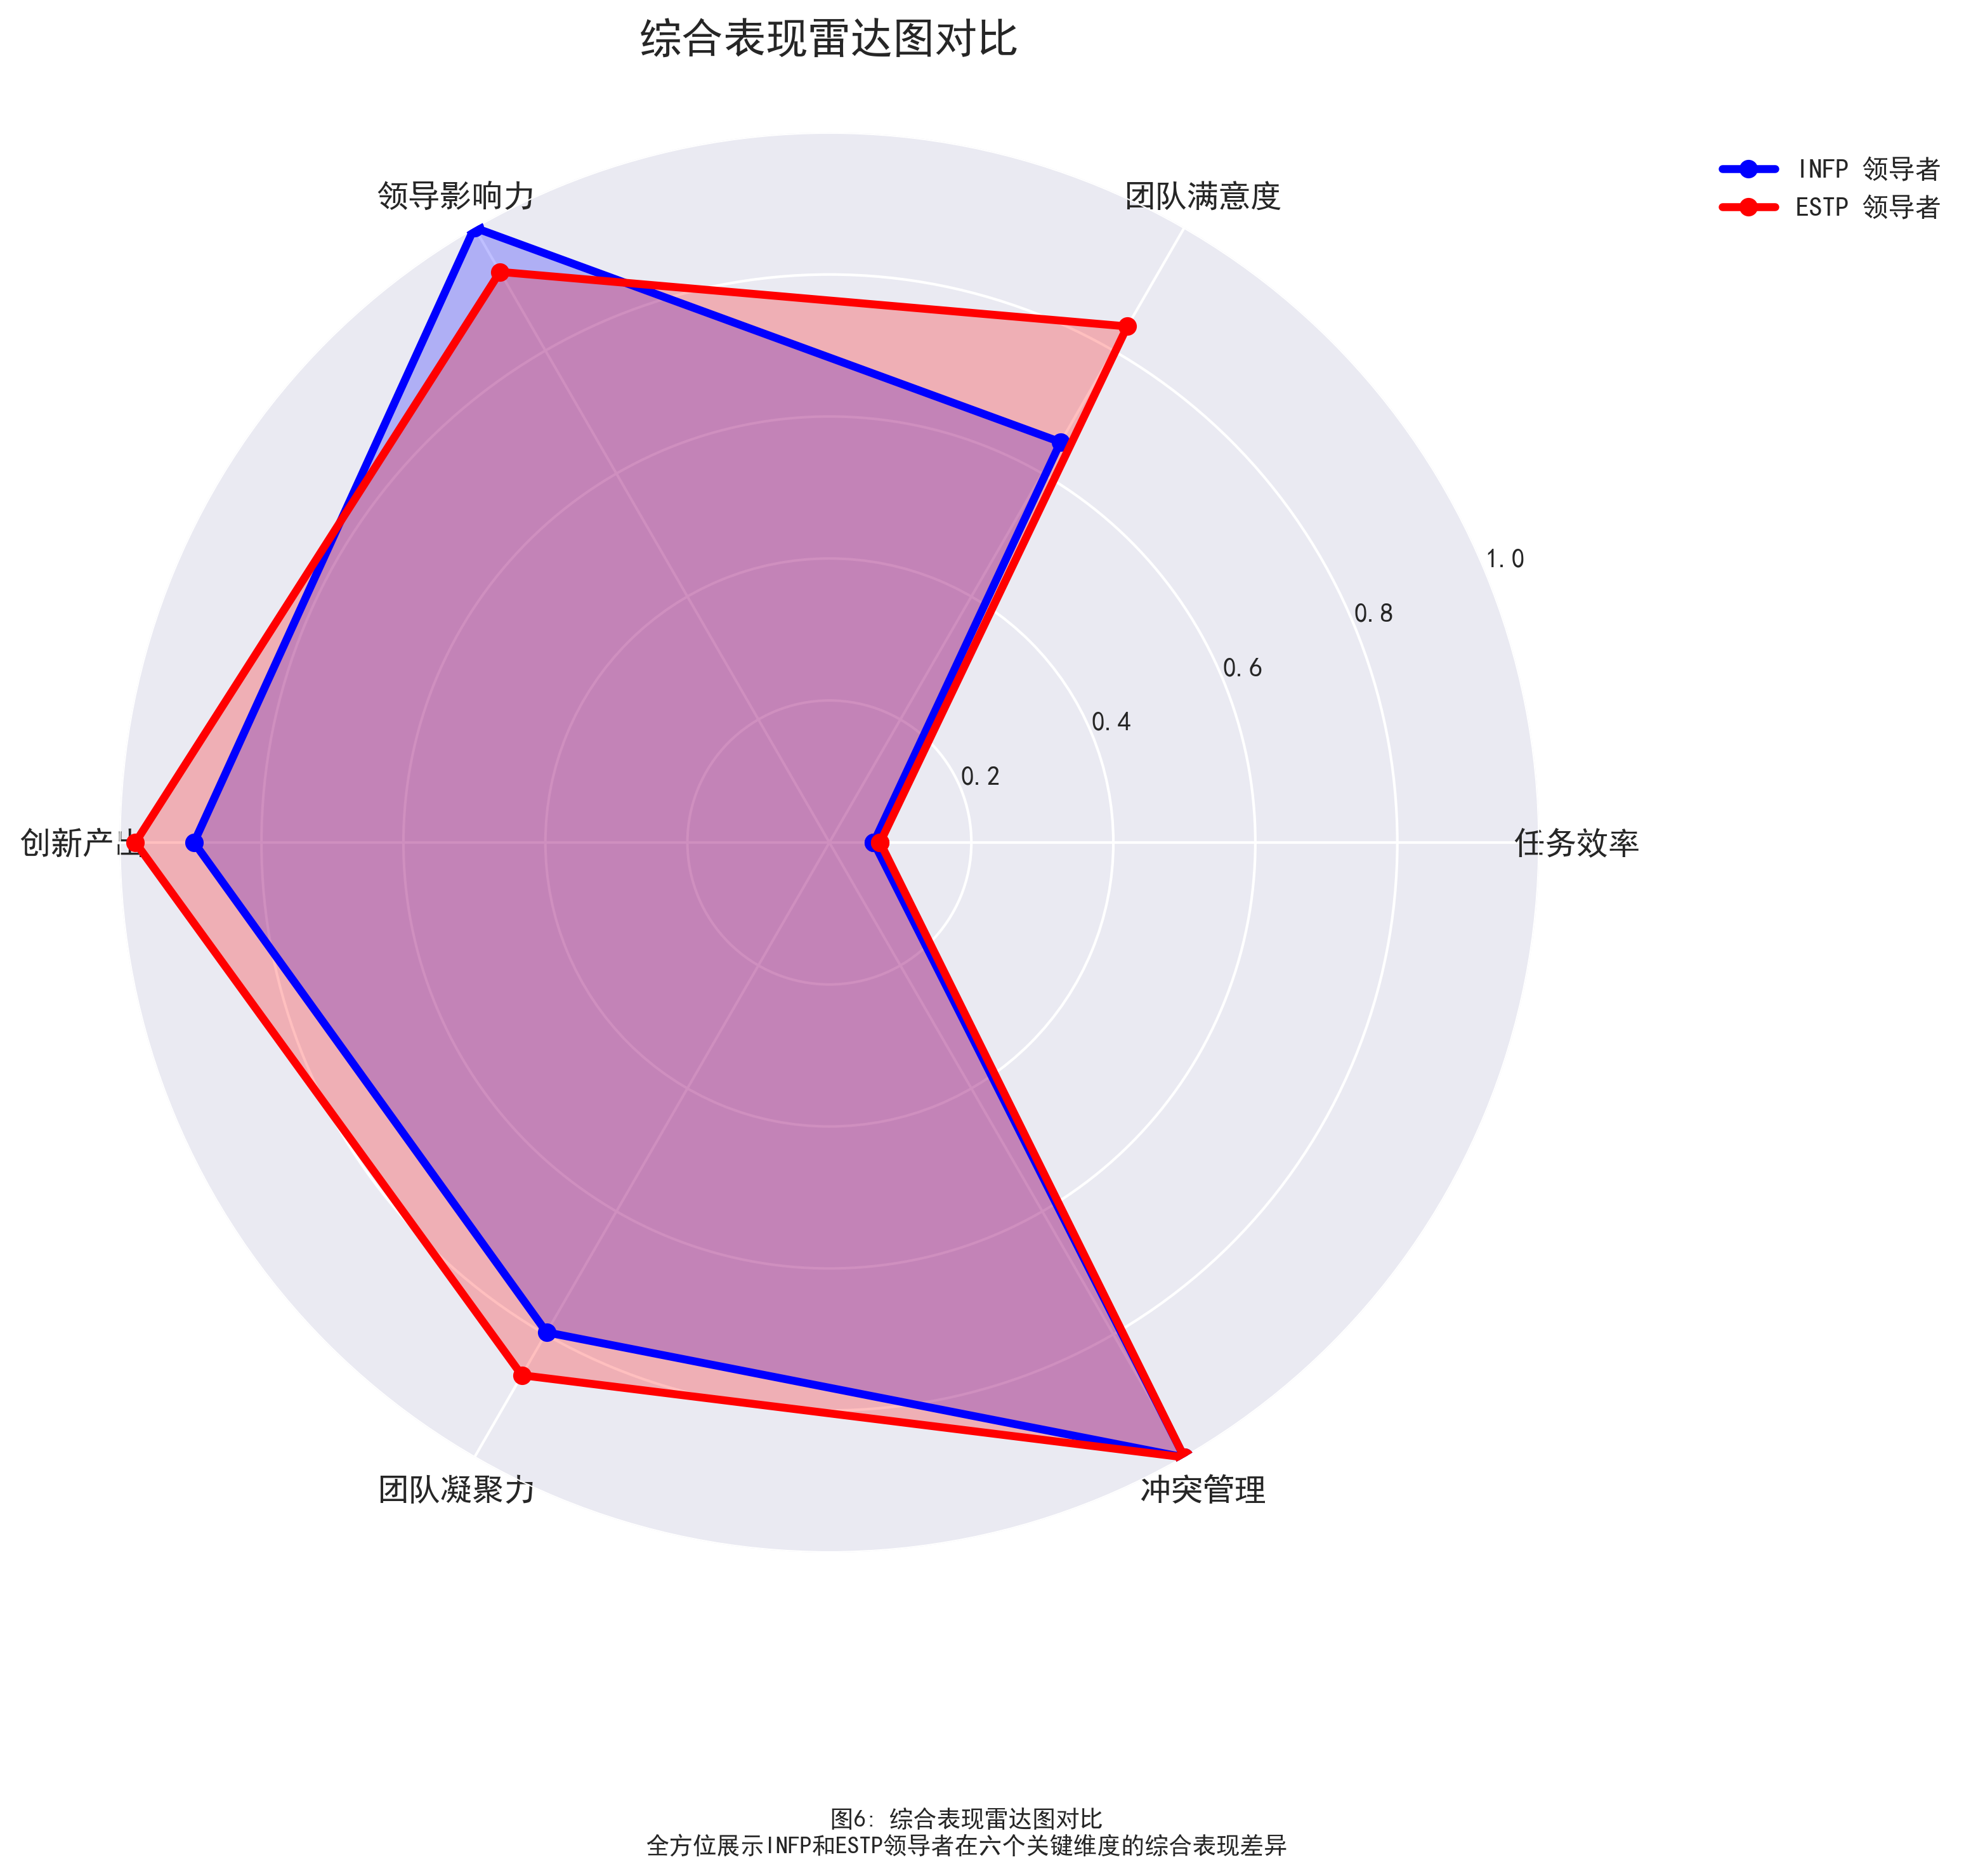 综合表现雷达图对比
INFP 领导者
ESTP 领导者
领导影响力
团队满意度
1.0
0.8
0.6
0.4
0.2
创新产出
任务效率
团队凝聚力
冲突管理
图6: 综合表现雷达图对比
全方位展示INFP和ESTP领导者在六个关键维度的综合表现差异